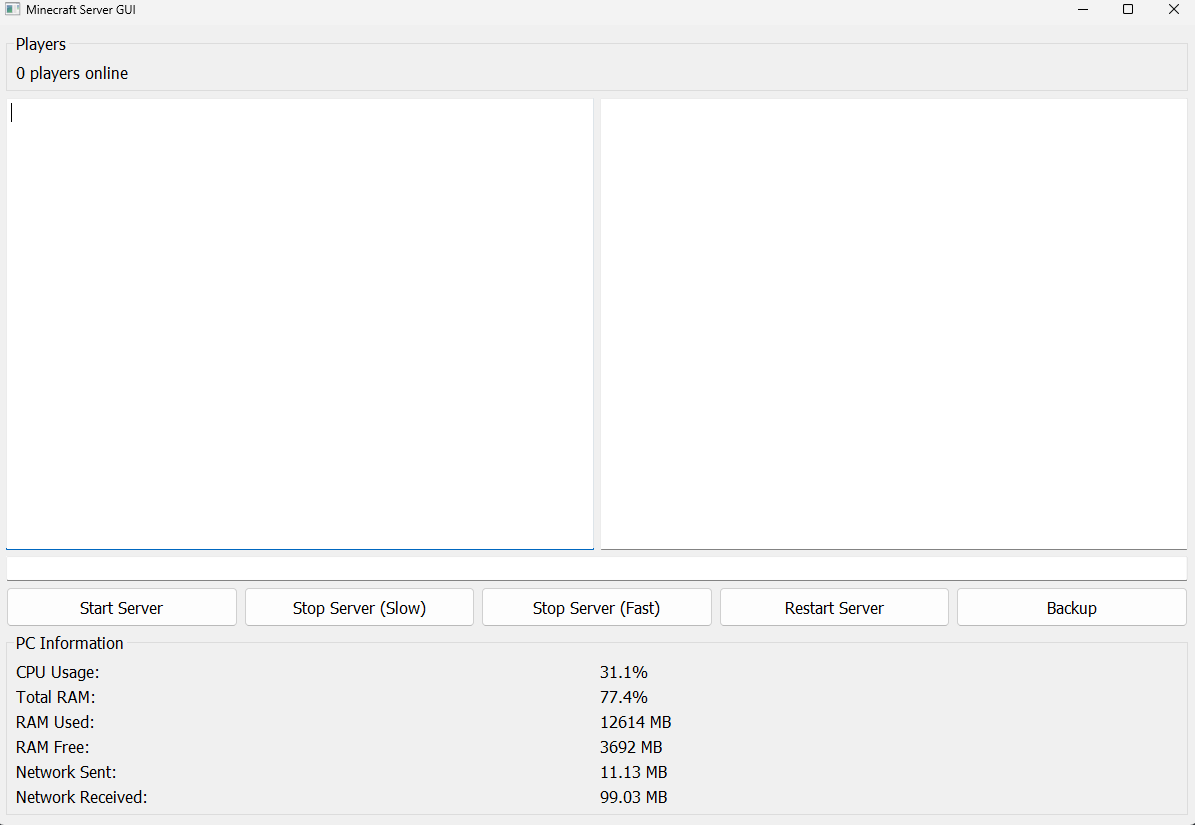 Minecraft Server GUI
Players
0 players online
Start Server Stop Server (Slow) Stop Server (Fast) Restart Server Backup
PC Information
CPU Usage: 31.1%
Total RAM: 77.4%
RAM Used: 12614 MB
RAM Free: 3692 MB
Network Sent: 11.13 MB
Network Received: 99.03 MB